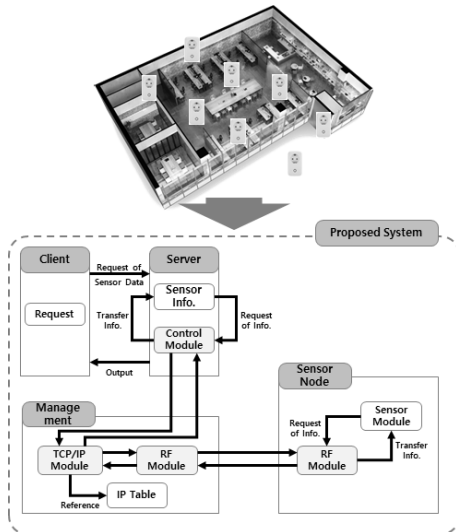 Proposed System
Client
Server
Request of
Sensor Data
Sensor
Info.
Request
Transfer
Info.
Request
of Info.
Control
Module
Output
Sensor
Node
Manage
ment
Sensor
Module
Request
of Info.
TCP/IP
Module
RF
Module
RF
Module
Transfer
Info.
Reference
IP Table